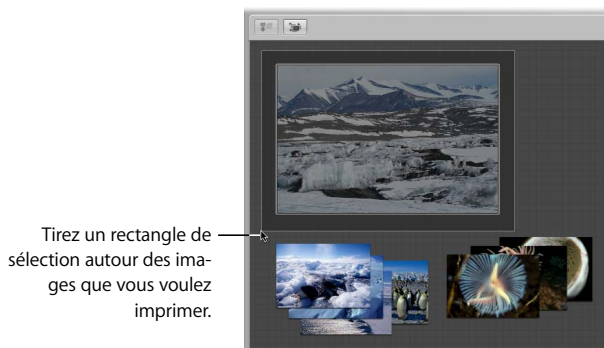 Tirez un rectangle de
sélection autour des ima-
ges que vous voulez
imprimer.